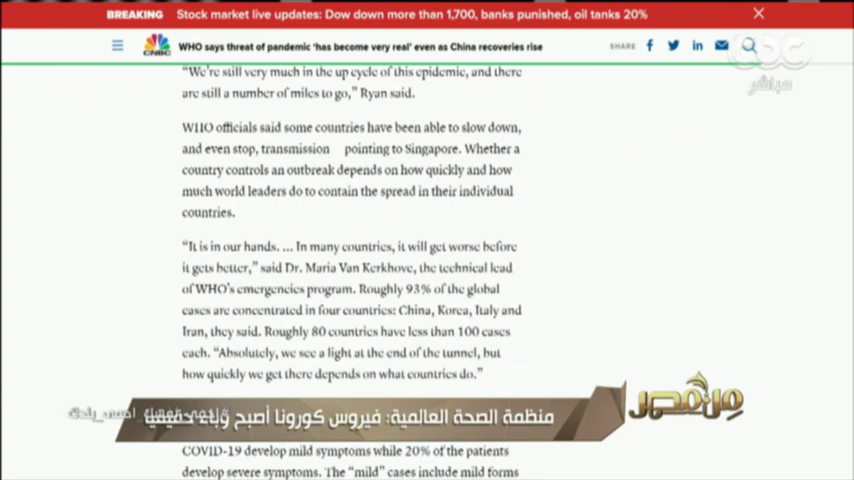 BREAKING Stock market live updates: Dow down more than 1,700, banks punished, oil tanks 20%
CNBC WHO says threat of pandemic ‘has become very real’ even as China recoveries rise SHARE
cbc
مباشر
“We’re still very much in the up cycle of this epidemic, and there
are still a number of miles to go,” Ryan said.
WHO officials said some countries have been able to slow down,
and even stop, transmission pointing to Singapore. Whether a
country controls an outbreak depends on how quickly and how
much world leaders do to contain the spread in their individual
countries.
“It is in our hands. ... In many countries, it will get worse before
it gets better,” said Dr. Maria Van Kerkhove, the technical lead
of WHO’s emergencies program. Roughly 93% of the global
cases are concentrated in four countries: China, Korea, Italy and
Iran, they said. Roughly 80 countries have less than 100 cases
each. “Absolutely, we see a light at the end of the tunnel, but
how quickly we get there depends on what countries do.”
من مصر
منظمة الصحة العالمية: فيروس كورونا أصبح وباء حقيقيا
COVID-19 develop mild symptoms while 20% of the patients
develop severe symptoms. The “mild” cases include mild forms